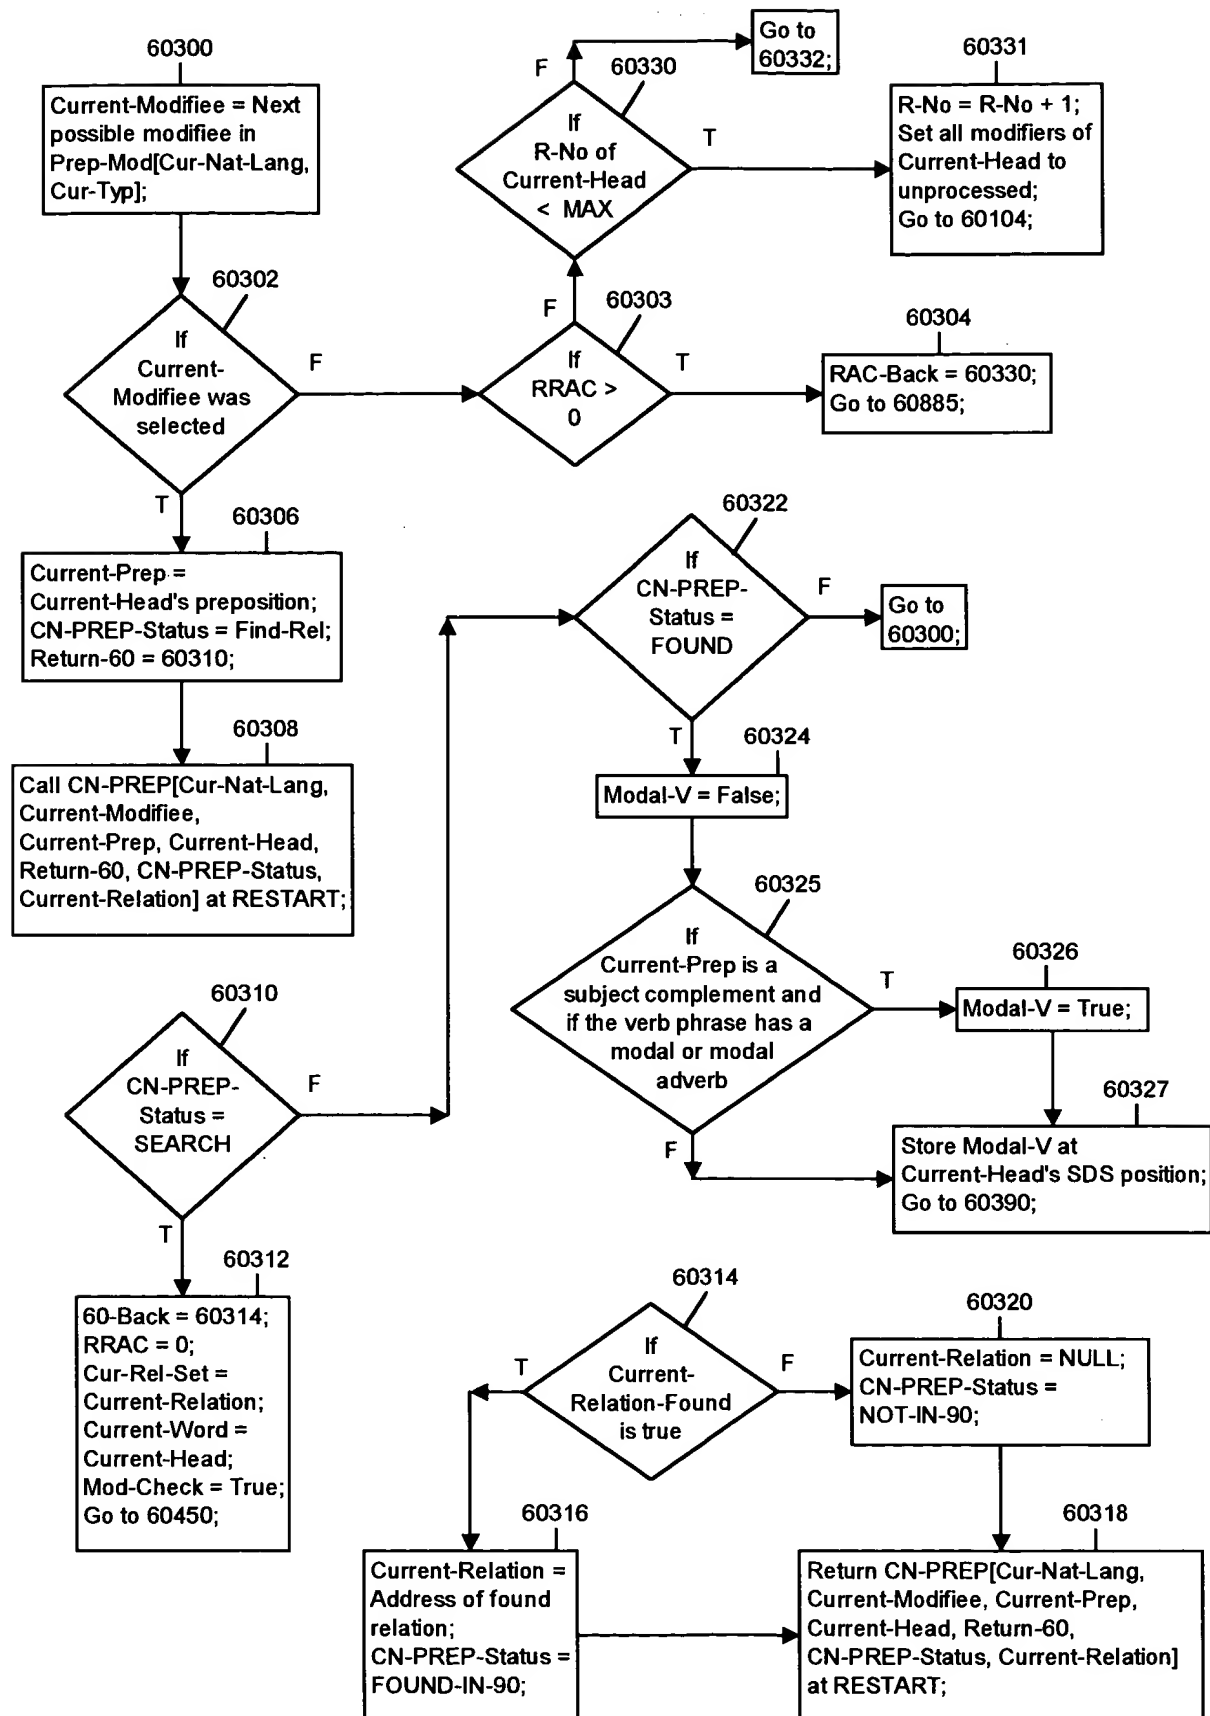 60300
Current-Modifiee = Next
possible modifiee in
Prep-Mod[Cur-Nat-Lang,
Cur-Typ];
60302
If
Current-
Modifiee was
selected
F
T
60303
If
RRAC >
0
F
T
60304
RAC-Back = 60330;
Go to 60885;
60330
If
R-No of
Current-Head
< MAX
F
Go to
60332;
T
60331
R-No = R-No + 1;
Set all modifiers of
Current-Head to
unprocessed;
Go to 60104;
60306
Current-Prep =
Current-Head's preposition;
CN-PREP-Status = Find-Rel;
Return-60 = 60310;
60308
Call CN-PREP[Cur-Nat-Lang,
Current-Modifiee,
Current-Prep, Current-Head,
Return-60, CN-PREP-Status,
Current-Relation] at RESTART;
60310
If
CN-PREP-
Status =
SEARCH
F
T
60312
60-Back = 60314;
RRAC = 0;
Cur-Rel-Set =
Current-Relation;
Current-Word =
Current-Head;
Mod-Check = True;
Go to 60450;
60322
If
CN-PREP-
Status =
FOUND
F
Go to
60300;
T
60324
Modal-V = False;
60325
If
Current-Prep is a
subject complement and
if the verb phrase has a
modal or modal
adverb
T
60326
Modal-V = True;
F
60327
Store Modal-V at
Current-Head's SDS position;
Go to 60390;
60314
If
Current-
Relation-Found
is true
T
F
60320
Current-Relation = NULL;
CN-PREP-Status =
NOT-IN-90;
60316
Current-Relation =
Address of found
relation;
CN-PREP-Status =
FOUND-IN-90;
60318
Return CN-PREP[Cur-Nat-Lang,
Current-Modifiee, Current-Prep,
Current-Head, Return-60,
CN-PREP-Status, Current-Relation]
at RESTART;